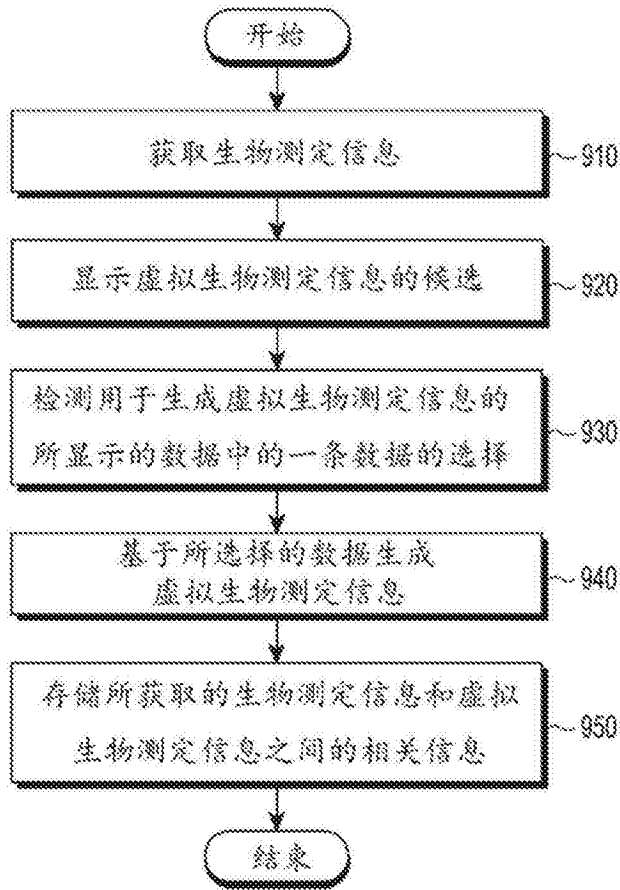 开始
获取生物测定信息
910
显示虚拟生物测定信息的候选
920
检测用于生成虚拟生物测定信息的
所显示的数据中的一条数据的选择
930
基于所选择的数据生成
虚拟生物测定信息
940
存储所获取的生物测定信息和虚拟
生物测定信息之间的相关信息
950
结束